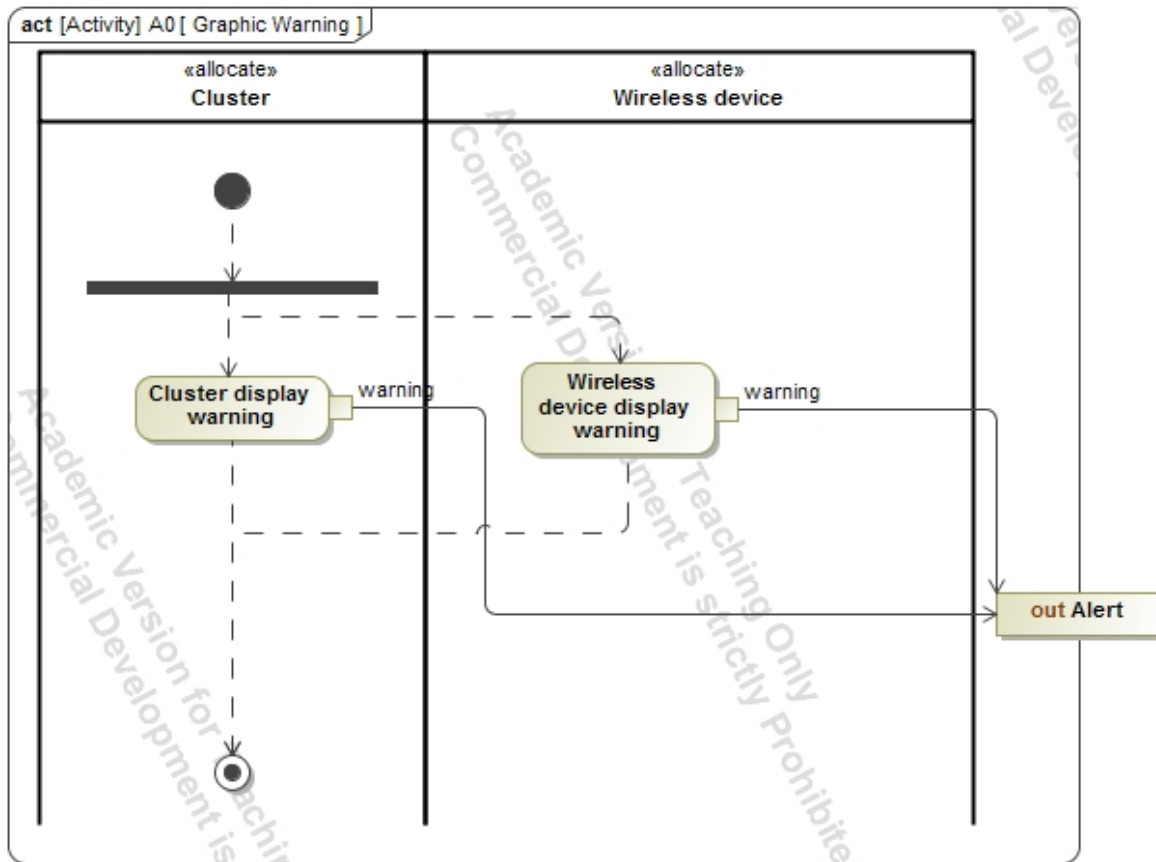 act [Activity] A0 [ Graphic Warning ]
«allocate»
Cluster
«allocate»
Wireless device
Cluster display
warning
warning
Wireless
device display
warning
warning
out Alert
Academic Version for Teaching Only
Commercial Development is strictly Prohibited